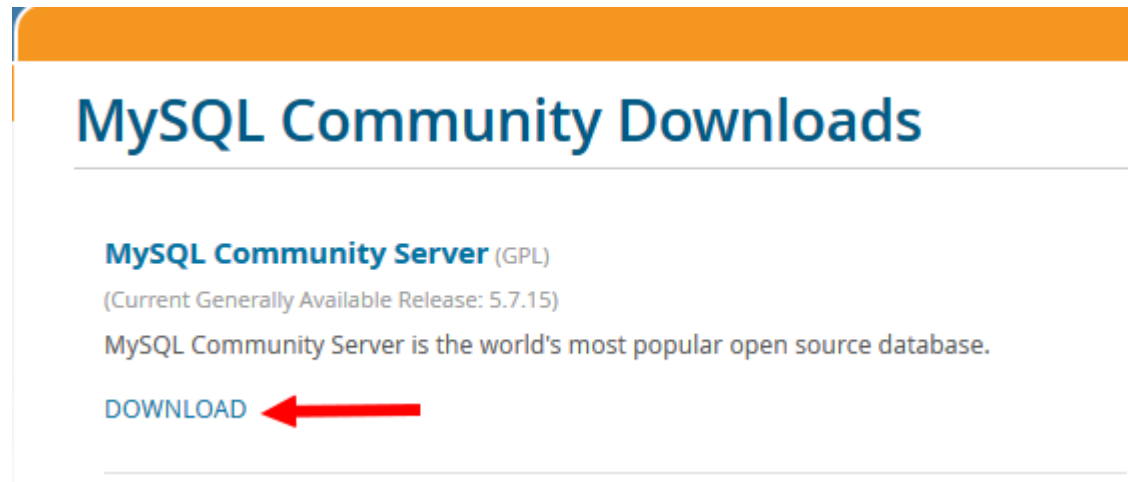 MySQL Community Downloads
MySQL Community Server (GPL)
(Current Generally Available Release: 5.7.15)
MySQL Community Server is the world's most popular open source database.
DOWNLOAD